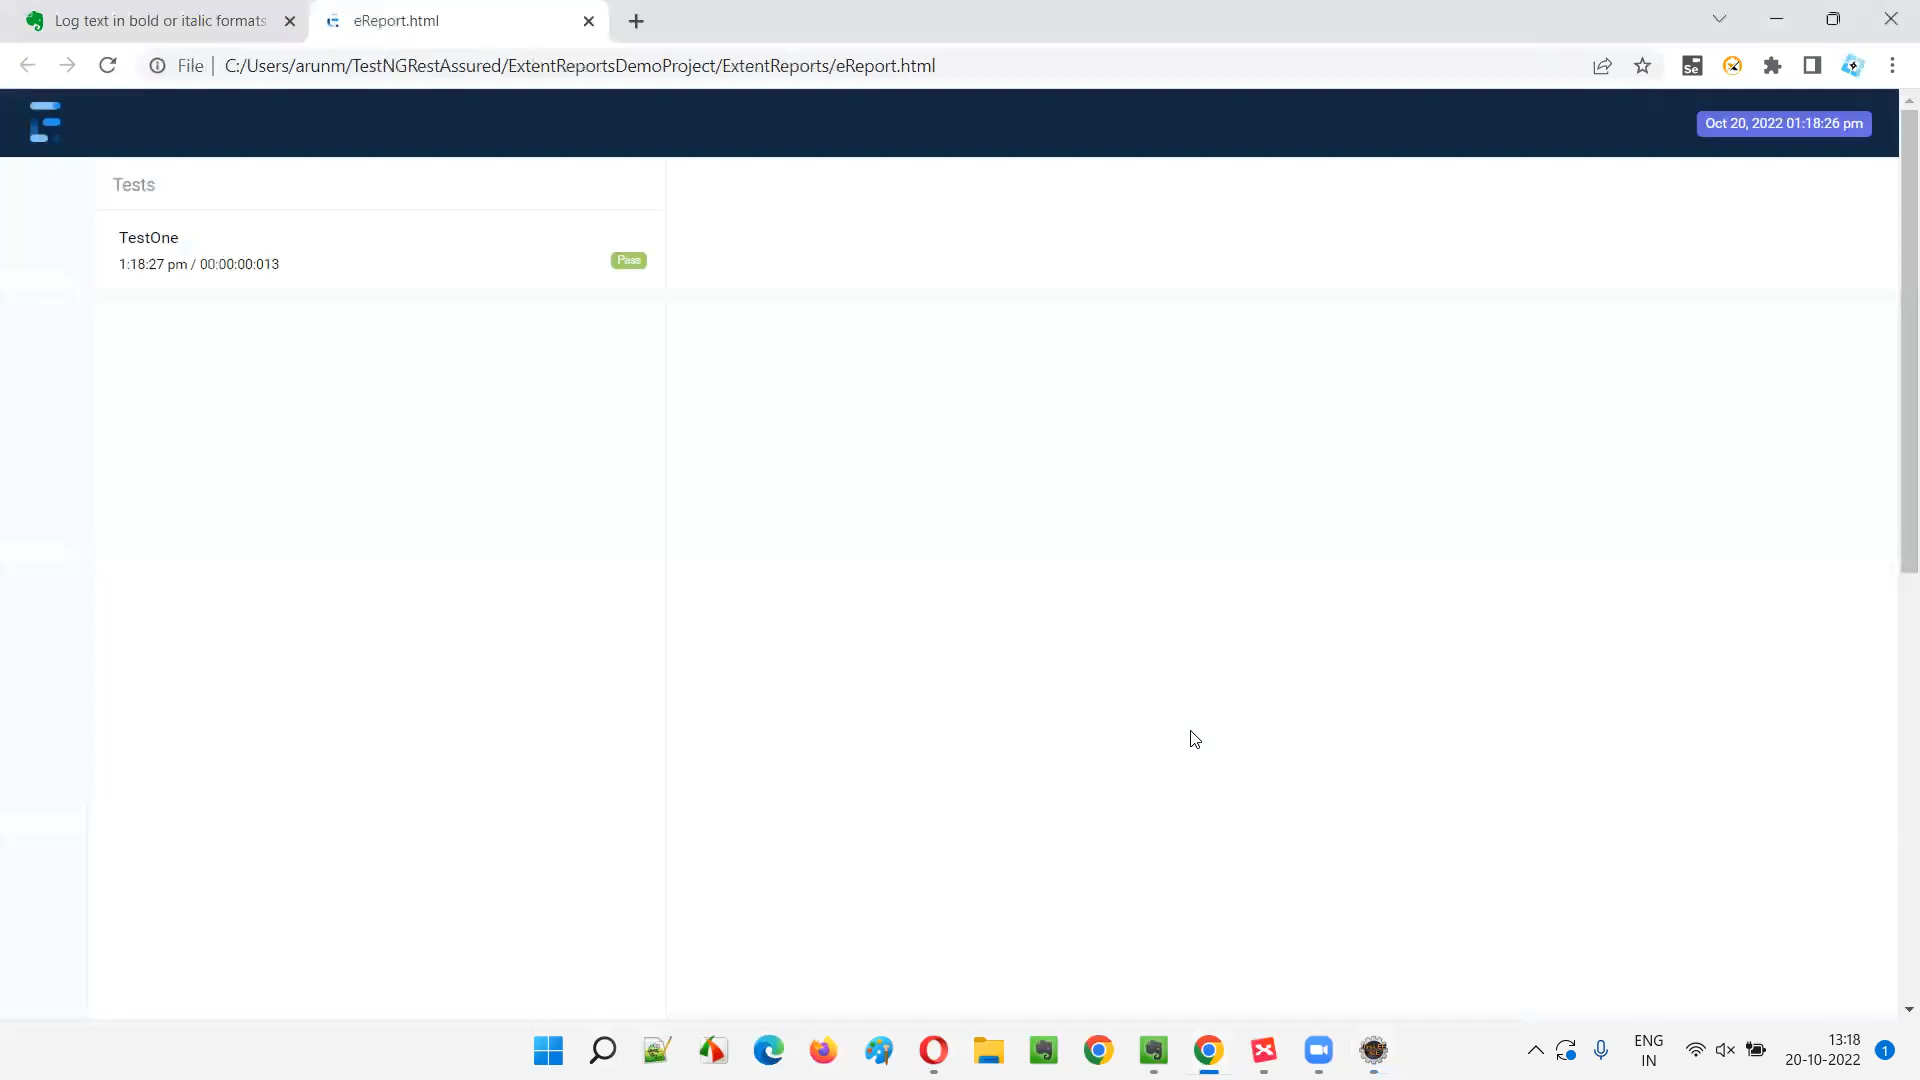 Log text in bold or italic formats
eReport.html
File
C:/Users/arunm/TestNGRestAssured/ExtentReportsDemoProject/ExtentReports/eReport.html
Se
Oct 20, 2022 01:18:26 pm
Tests
TestOne
1:18:27 pm / 00:00:00:013
Pass
ENG
IN
13:18
20-10-2022
1